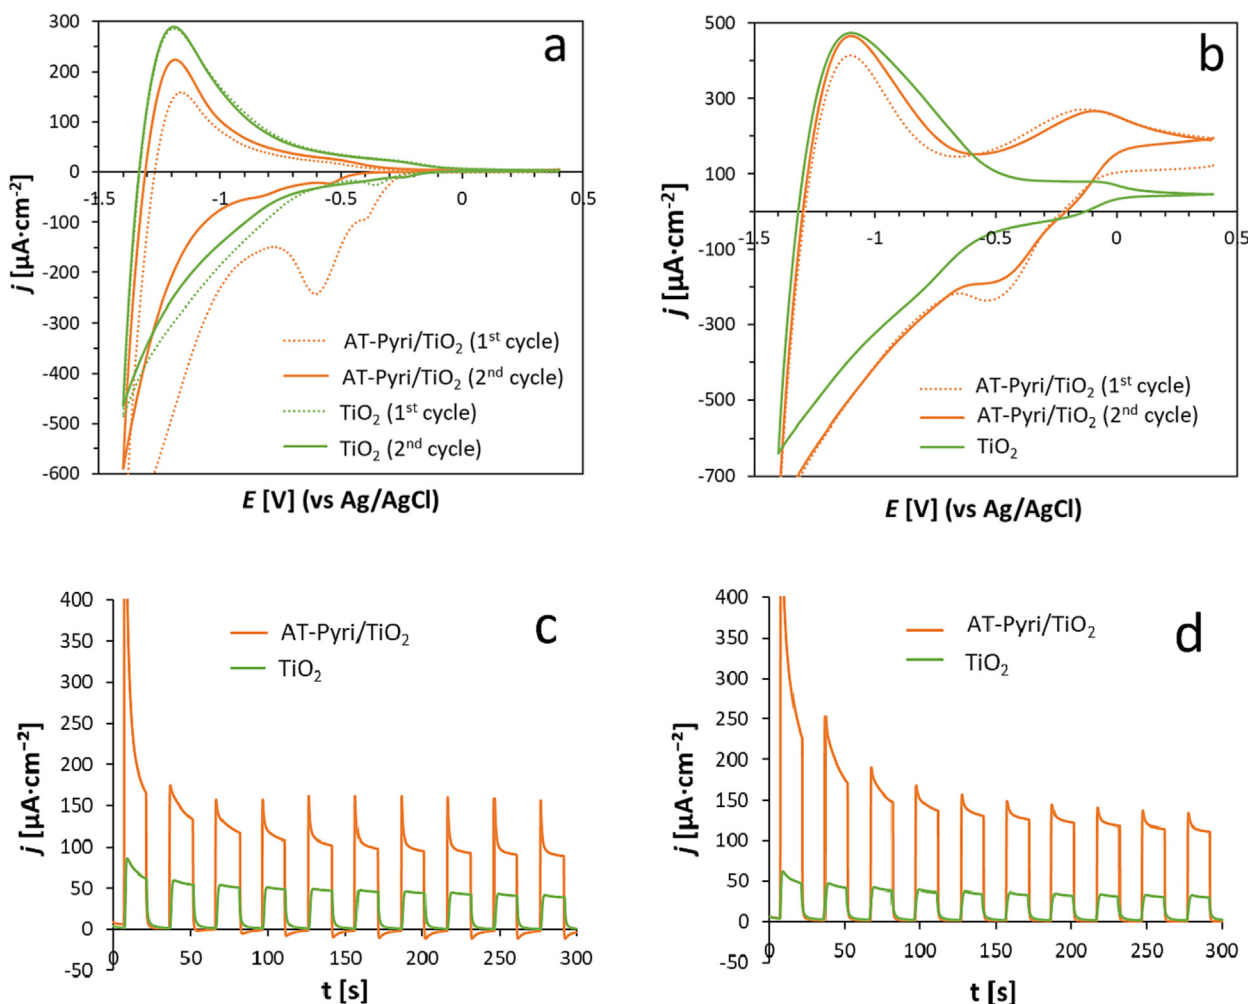 a
300
200
100
0
-100
-200
-300
-400
-500
-600
-1.5
-1
-0.5
0
0.5
j [µA·cm⁻²]
AT-Pyri/TiO₂ (1ˢᵗ cycle)
AT-Pyri/TiO₂ (2ⁿᵈ cycle)
TiO₂ (1ˢᵗ cycle)
TiO₂ (2ⁿᵈ cycle)
E [V] (vs Ag/AgCl)
b
500
300
100
-100
-300
-500
-700
-1.5
-1
-0.5
0
0.5
j [µA·cm⁻²]
AT-Pyri/TiO₂ (1ˢᵗ cycle)
AT-Pyri/TiO₂ (2ⁿᵈ cycle)
TiO₂
E [V] (vs Ag/AgCl)
c
400
350
300
250
200
150
100
50
0
-50
0
50
100
150
200
250
300
j [µA·cm⁻²]
AT-Pyri/TiO₂
TiO₂
t [s]
d
400
350
300
250
200
150
100
50
0
-50
0
50
100
150
200
250
300
j [µA·cm⁻²]
AT-Pyri/TiO₂
TiO₂
t [s]